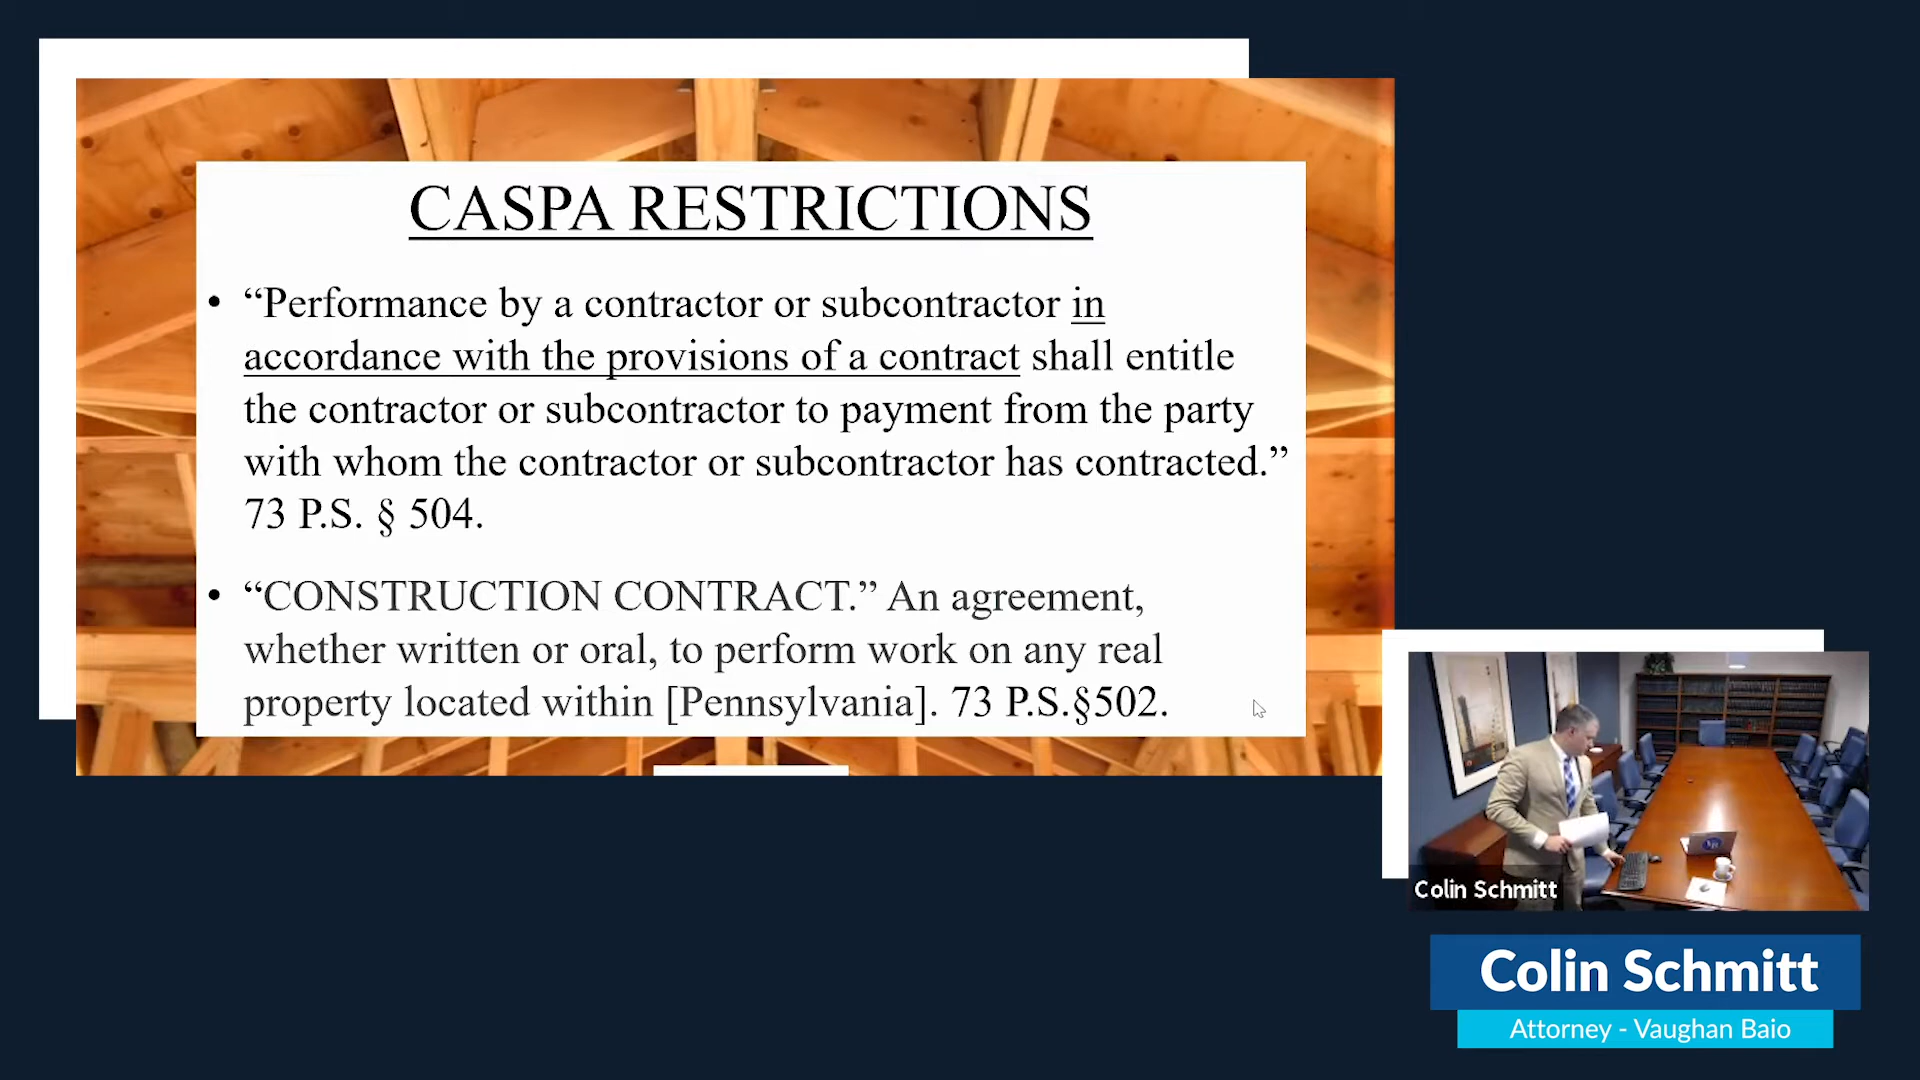 CASPA RESTRICTIONS
• “Performance by a contractor or subcontractor in
accordance with the provisions of a contract shall entitle
the contractor or subcontractor to payment from the party
with whom the contractor or subcontractor has contracted.”
73 P.S. § 504.
• “CONSTRUCTION CONTRACT.” An agreement,
whether written or oral, to perform work on any real
property located within [Pennsylvania]. 73 P.S.§502.
Colin Schmitt
Colin Schmitt
Attorney - Vaughan Baio